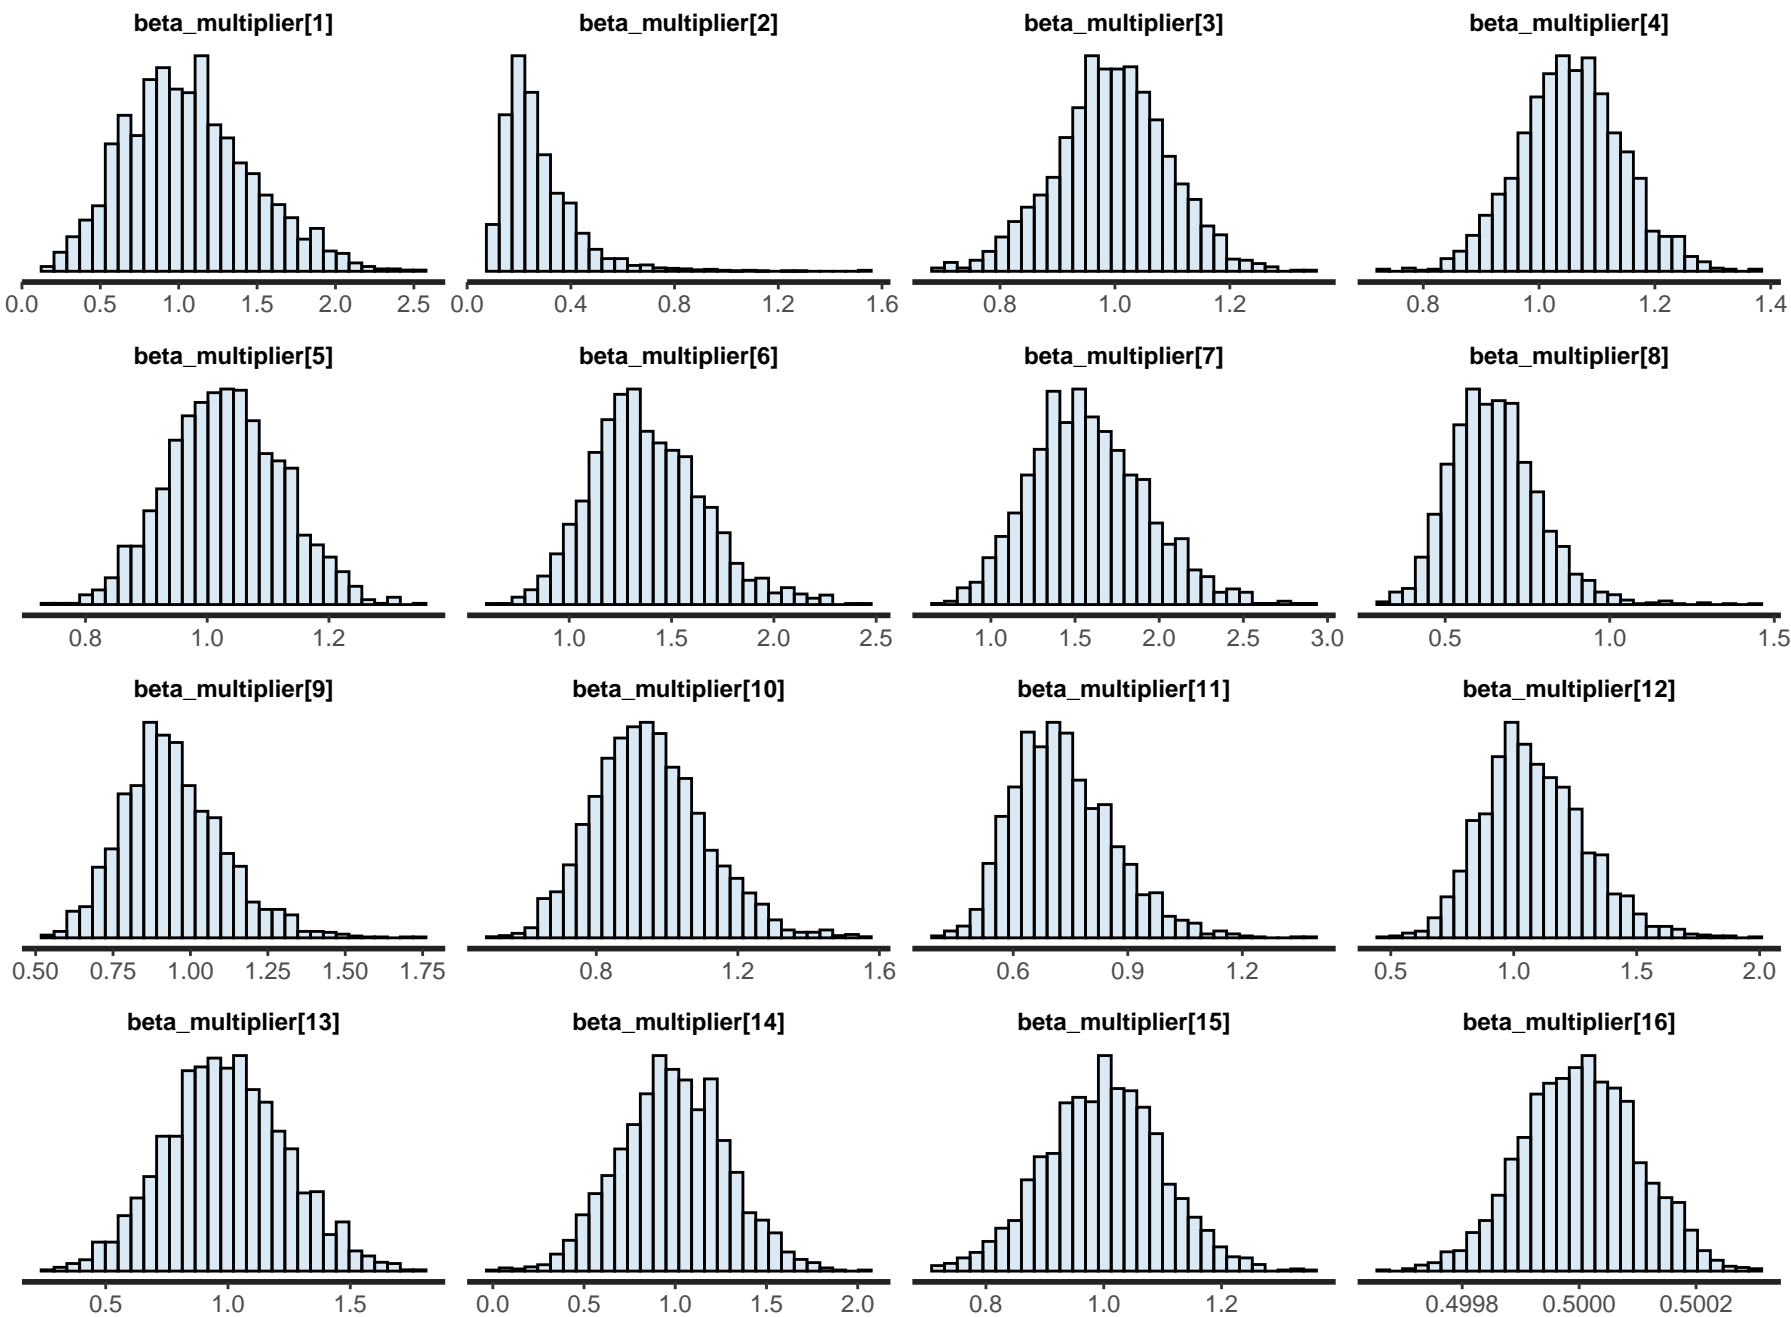 beta_multiplier[1] beta_multiplier[2] beta_multiplier[3] beta_multiplier[4]
0.0 0.5 1.0 1.5 2.0 2.5 0.0 0.4 0.8 1.2 1.6 0.8 1.0 1.2 0.8 1.0 1.2 1.4
beta_multiplier[5] beta_multiplier[6] beta_multiplier[7] beta_multiplier[8]
0.8 1.0 1.2 1.0 1.5 2.0 2.5 1.0 1.5 2.0 2.5 3.0 0.5 1.0 1.5
beta_multiplier[9] beta_multiplier[10] beta_multiplier[11] beta_multiplier[12]
0.50 0.75 1.00 1.25 1.50 1.75 0.8 1.2 1.6 0.6 0.9 1.2 0.5 1.0 1.5 2.0
beta_multiplier[13] beta_multiplier[14] beta_multiplier[15] beta_multiplier[16]
0.5 1.0 1.5 0.0 0.5 1.0 1.5 2.0 0.8 1.0 1.2 0.4998 0.5000 0.5002